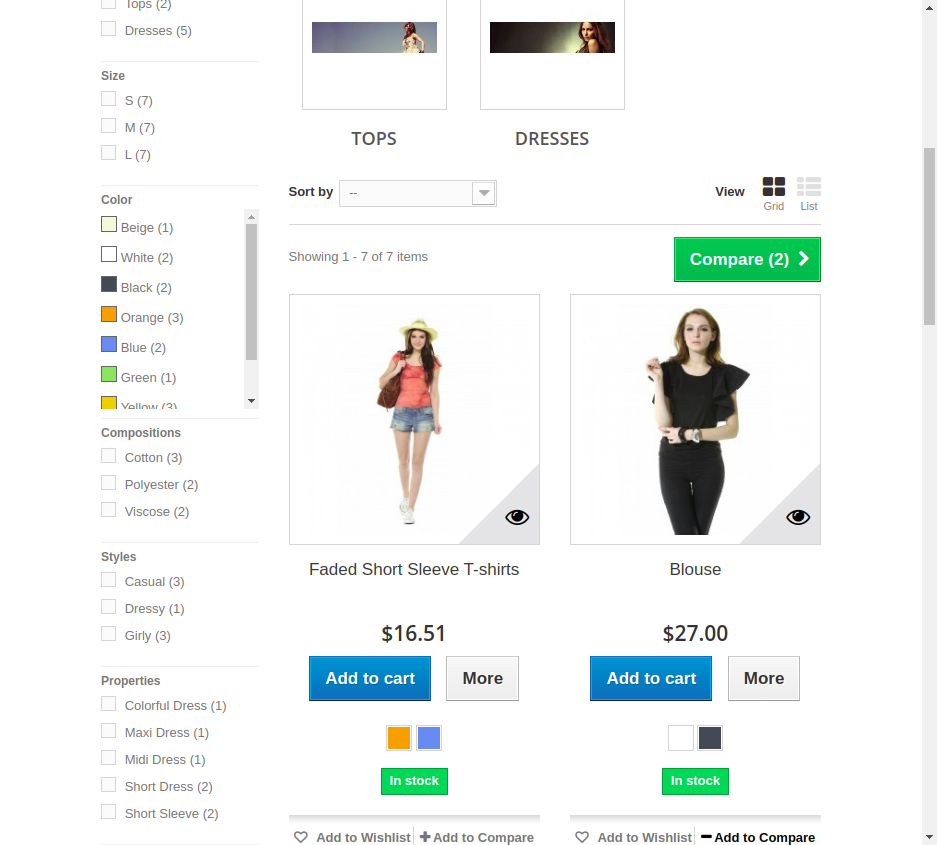 Tops (2)
Dresses (5)
Size
S (7)
M (7)
L (7)
Color
Beige (1)
White (2)
Black (2)
Orange (3)
Blue (2)
Green (1)
Yellow (3)
Compositions
Cotton (3)
Polyester (2)
Viscose (2)
Styles
Casual (3)
Dressy (1)
Girly (3)
Properties
Colorful Dress (1)
Maxi Dress (1)
Midi Dress (1)
Short Dress (2)
Short Sleeve (2)
TOPS DRESSES
Sort by -- View Grid List
Showing 1 - 7 of 7 items Compare (2)
Faded Short Sleeve T-shirts
$16.51
Add to cart More
In stock
Add to Wishlist Add to Compare
Blouse
$27.00
Add to cart More
In stock
Add to Wishlist Add to Compare